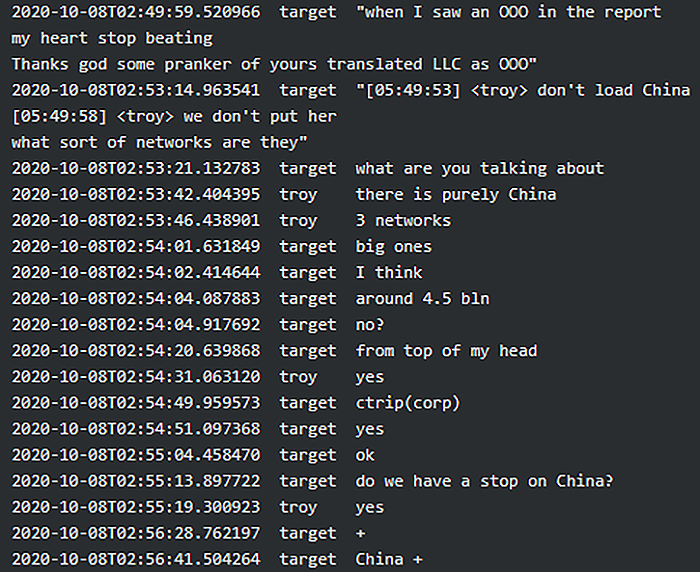 2020-10-08T02:49:59.520966 target "when I saw an OOO in the report
my heart stop beating
Thanks god some pranker of yours translated LLC as OOO"
2020-10-08T02:53:14.963541 target "[05:49:53] <troy> don't load China
[05:49:58] <troy> we don't put her
what sort of networks are they"
2020-10-08T02:53:21.132783 target what are you talking about
2020-10-08T02:53:42.404395 troy there is purely China
2020-10-08T02:53:46.438901 troy 3 networks
2020-10-08T02:54:01.631849 target big ones
2020-10-08T02:54:02.414644 target I think
2020-10-08T02:54:04.087883 target around 4.5 bln
2020-10-08T02:54:04.917692 target no?
2020-10-08T02:54:20.639868 target from top of my head
2020-10-08T02:54:31.063120 troy yes
2020-10-08T02:54:49.959573 target ctrip(corp)
2020-10-08T02:54:51.097368 target yes
2020-10-08T02:55:04.458470 target ok
2020-10-08T02:55:13.897722 target do we have a stop on China?
2020-10-08T02:55:19.300923 troy yes
2020-10-08T02:56:28.762197 target +
2020-10-08T02:56:41.504264 target China +